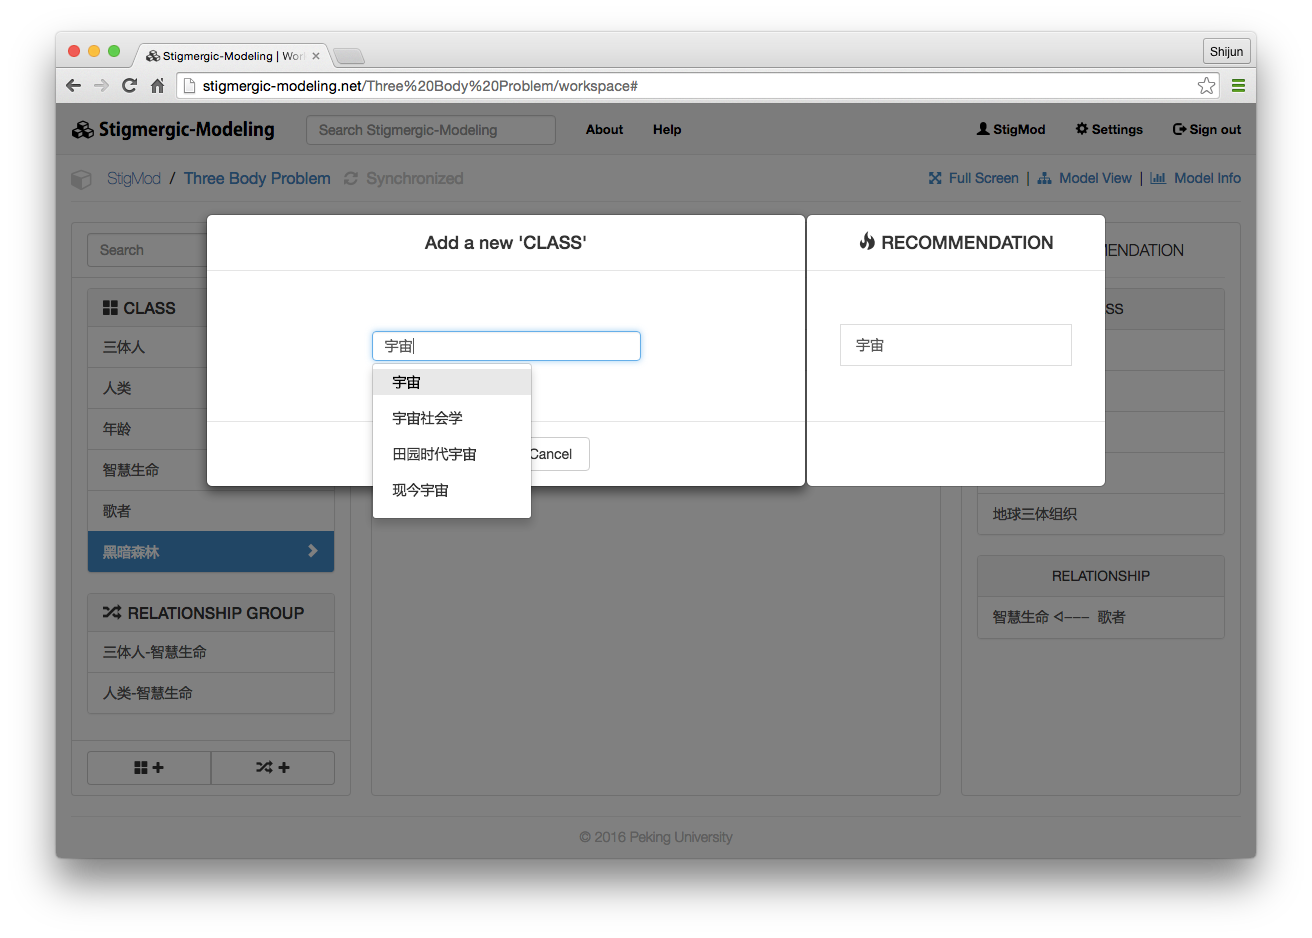 Stigmergic-Modeling | Wor
Shijun
stigmergic-modeling.net/Three%20Body%20Problem/workspace#
Stigmergic-Modeling
Search Stigmergic-Modeling
About
Help
StigMod
Settings
Sign out
StigMod / Three Body Problem
Synchronized
Full Screen | Model View | Model Info
Search
CLASS
三体人
人类
年龄
智慧生命
歌者
黑暗森林
RELATIONSHIP GROUP
三体人-智慧生命
人类-智慧生命
Add a new 'CLASS'
宇宙
宇宙
宇宙社会学
田园时代宇宙
现今宇宙
Cancel
RECOMMENDATION
宇宙
ENDATION
SS
地球三体组织
RELATIONSHIP
智慧生命 ◁--- 歌者
© 2016 Peking University